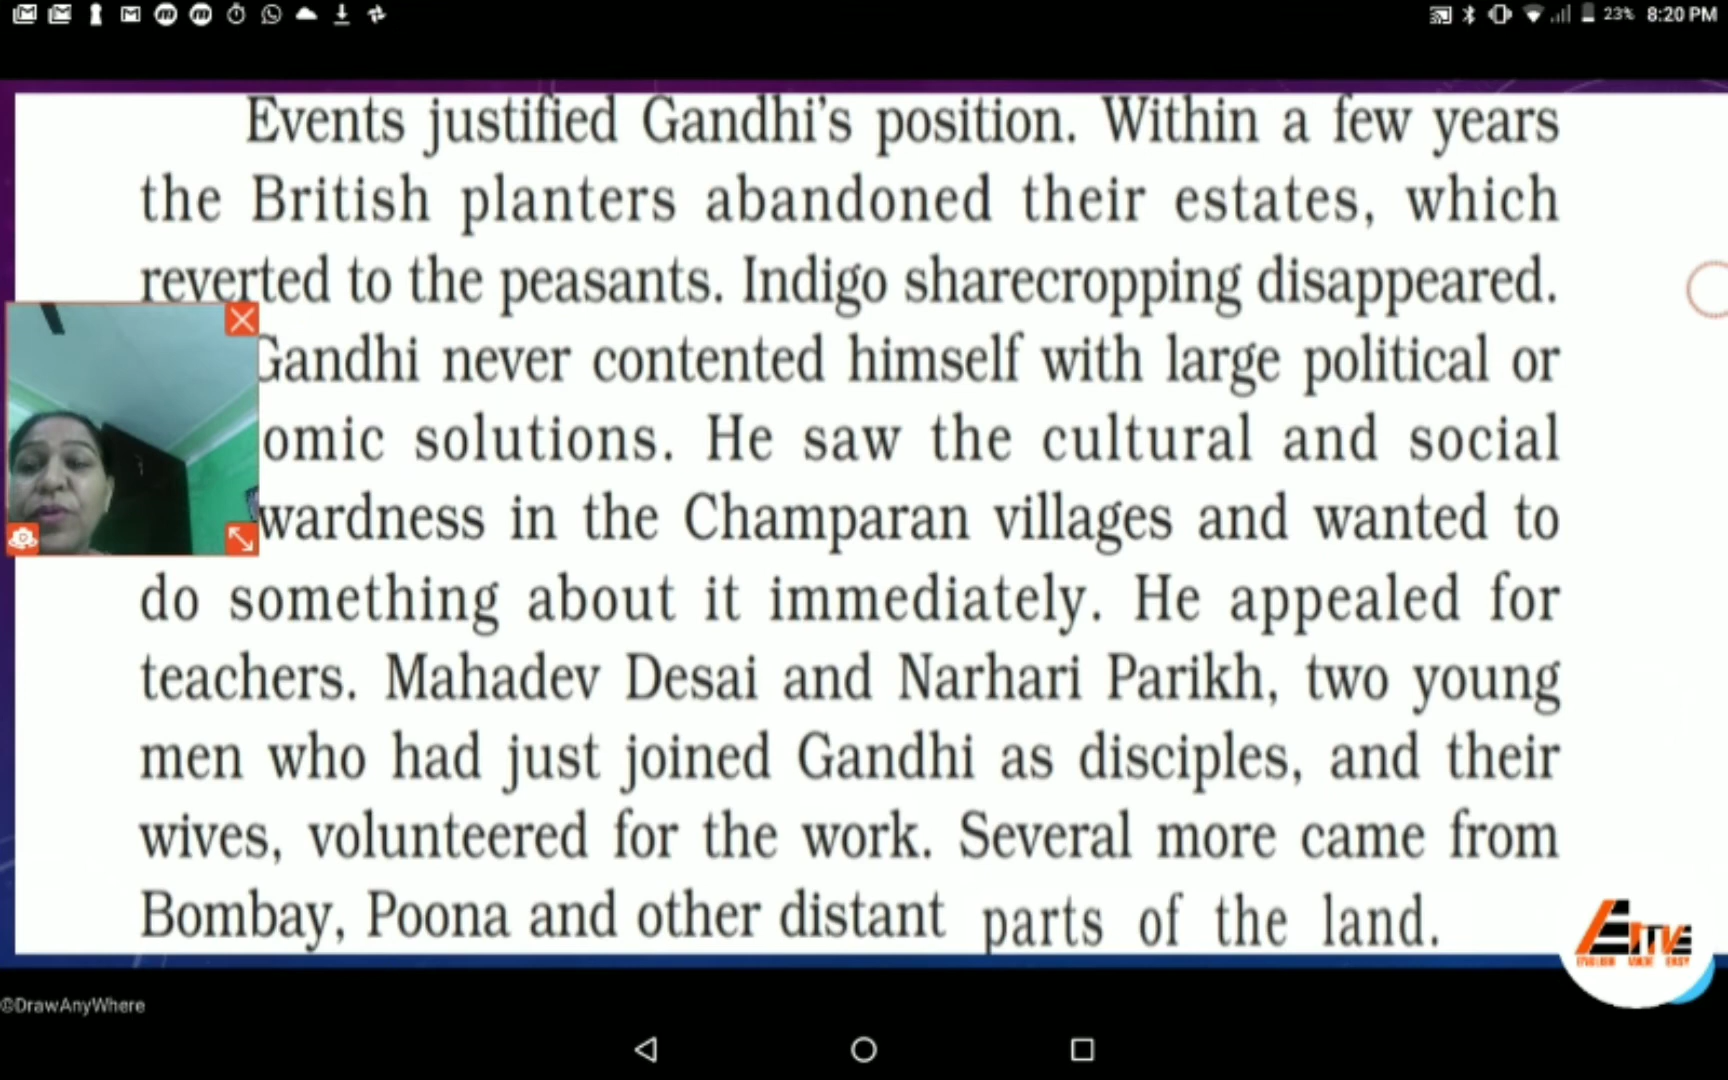 23% 8:20 PM
Events justified Gandhi's position. Within a few years
the British planters abandoned their estates, which
reverted to the peasants. Indigo sharecropping disappeared.
Gandhi never contented himself with large political or
omic solutions. He saw the cultural and social
wardness in the Champaran villages and wanted to
do something about it immediately. He appealed for
teachers. Mahadev Desai and Narhari Parikh, two young
men who had just joined Gandhi as disciples, and their
wives, volunteered for the work. Several more came from
Bombay, Poona and other distant parts of the land.
ENGLISH MADE EASY
©DrawAnyWhere